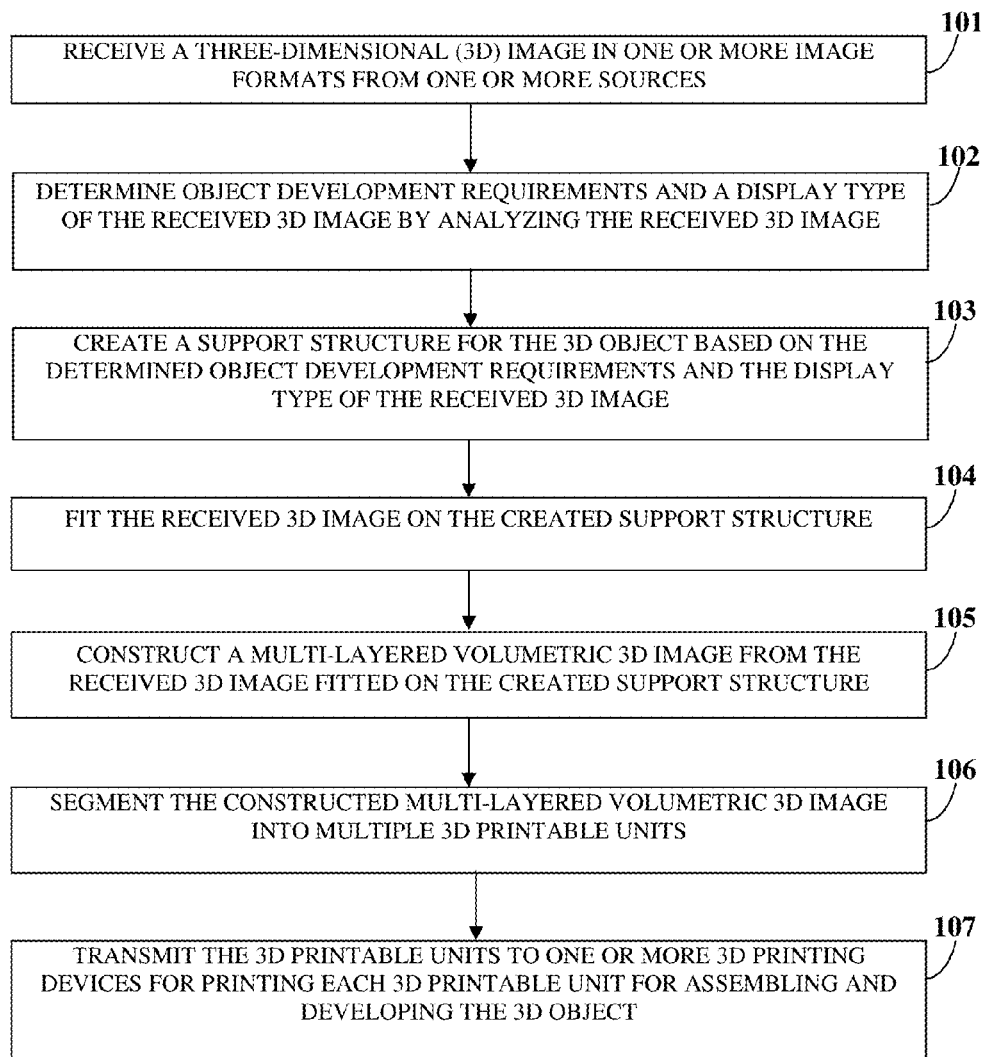 101
RECEIVE A THREE-DIMENSIONAL (3D) IMAGE IN ONE OR MORE IMAGE
FORMATS FROM ONE OR MORE SOURCES
102
DETERMINE OBJECT DEVELOPMENT REQUIREMENTS AND A DISPLAY TYPE
OF THE RECEIVED 3D IMAGE BY ANALYZING THE RECEIVED 3D IMAGE
103
CREATE A SUPPORT STRUCTURE FOR THE 3D OBJECT BASED ON THE
DETERMINED OBJECT DEVELOPMENT REQUIREMENTS AND THE DISPLAY
TYPE OF THE RECEIVED 3D IMAGE
104
FIT THE RECEIVED 3D IMAGE ON THE CREATED SUPPORT STRUCTURE
105
CONSTRUCT A MULTI-LAYERED VOLUMETRIC 3D IMAGE FROM THE
RECEIVED 3D IMAGE FITTED ON THE CREATED SUPPORT STRUCTURE
106
SEGMENT THE CONSTRUCTED MULTI-LAYERED VOLUMETRIC 3D IMAGE
INTO MULTIPLE 3D PRINTABLE UNITS
107
TRANSMIT THE 3D PRINTABLE UNITS TO ONE OR MORE 3D PRINTING
DEVICES FOR PRINTING EACH 3D PRINTABLE UNIT FOR ASSEMBLING AND
DEVELOPING THE 3D OBJECT